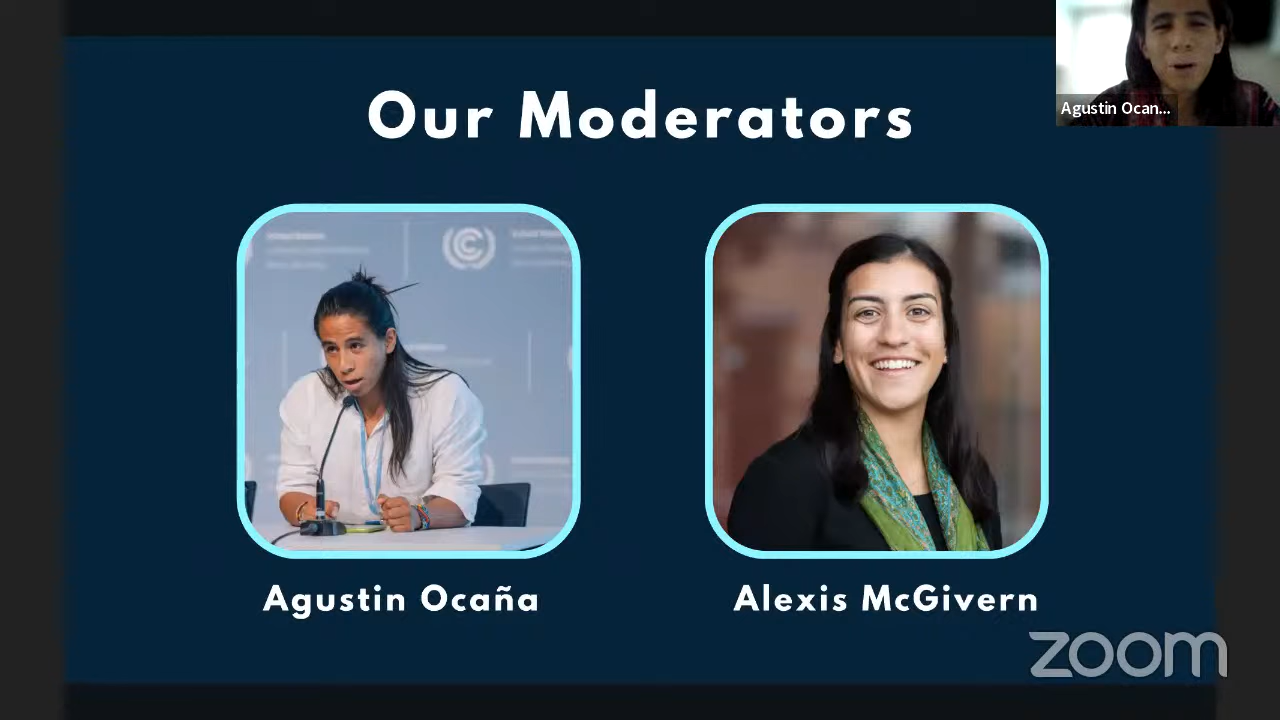 Our Moderators
Agustin Ocan...
Agustin Ocaña
Alexis McGivern
zoom